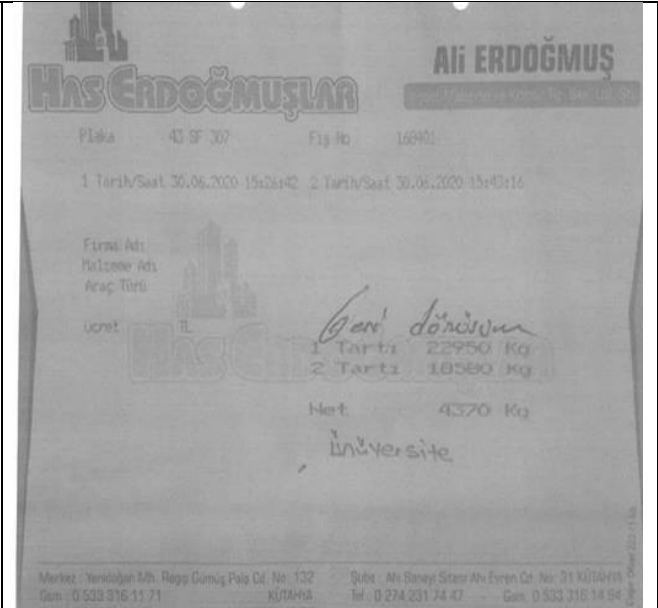 Ali ERDOĞMUŞ
HAS ERDOĞMUŞLAR
Plaka 43 SF 307 Fiş No 168401
1 Tarih/Saat 30.06.2020 15:26:42 2 Tarih/Saat 30.06.2020 15:43:16
Firma Adı
Malzeme Adı
Araç Türü
Ücret TL
Geri dönüşüm
1 Tartı 22950 Kg
2 Tartı 18580 Kg
Net 4370 Kg
ünüversite
HAS
Merkez : Yenidoğan Mh. Ragıp Gümüş Pala Cd. No: 132
Gsm : 0 533 316 11 71 KÜTAHYA
Şube : Ahi Sanayi Sitesi Ahi Evren Cd. No: 31 KÜTAHYA
Tel : 0 274 231 74 47 - Gsm : 0 533 316 14 94